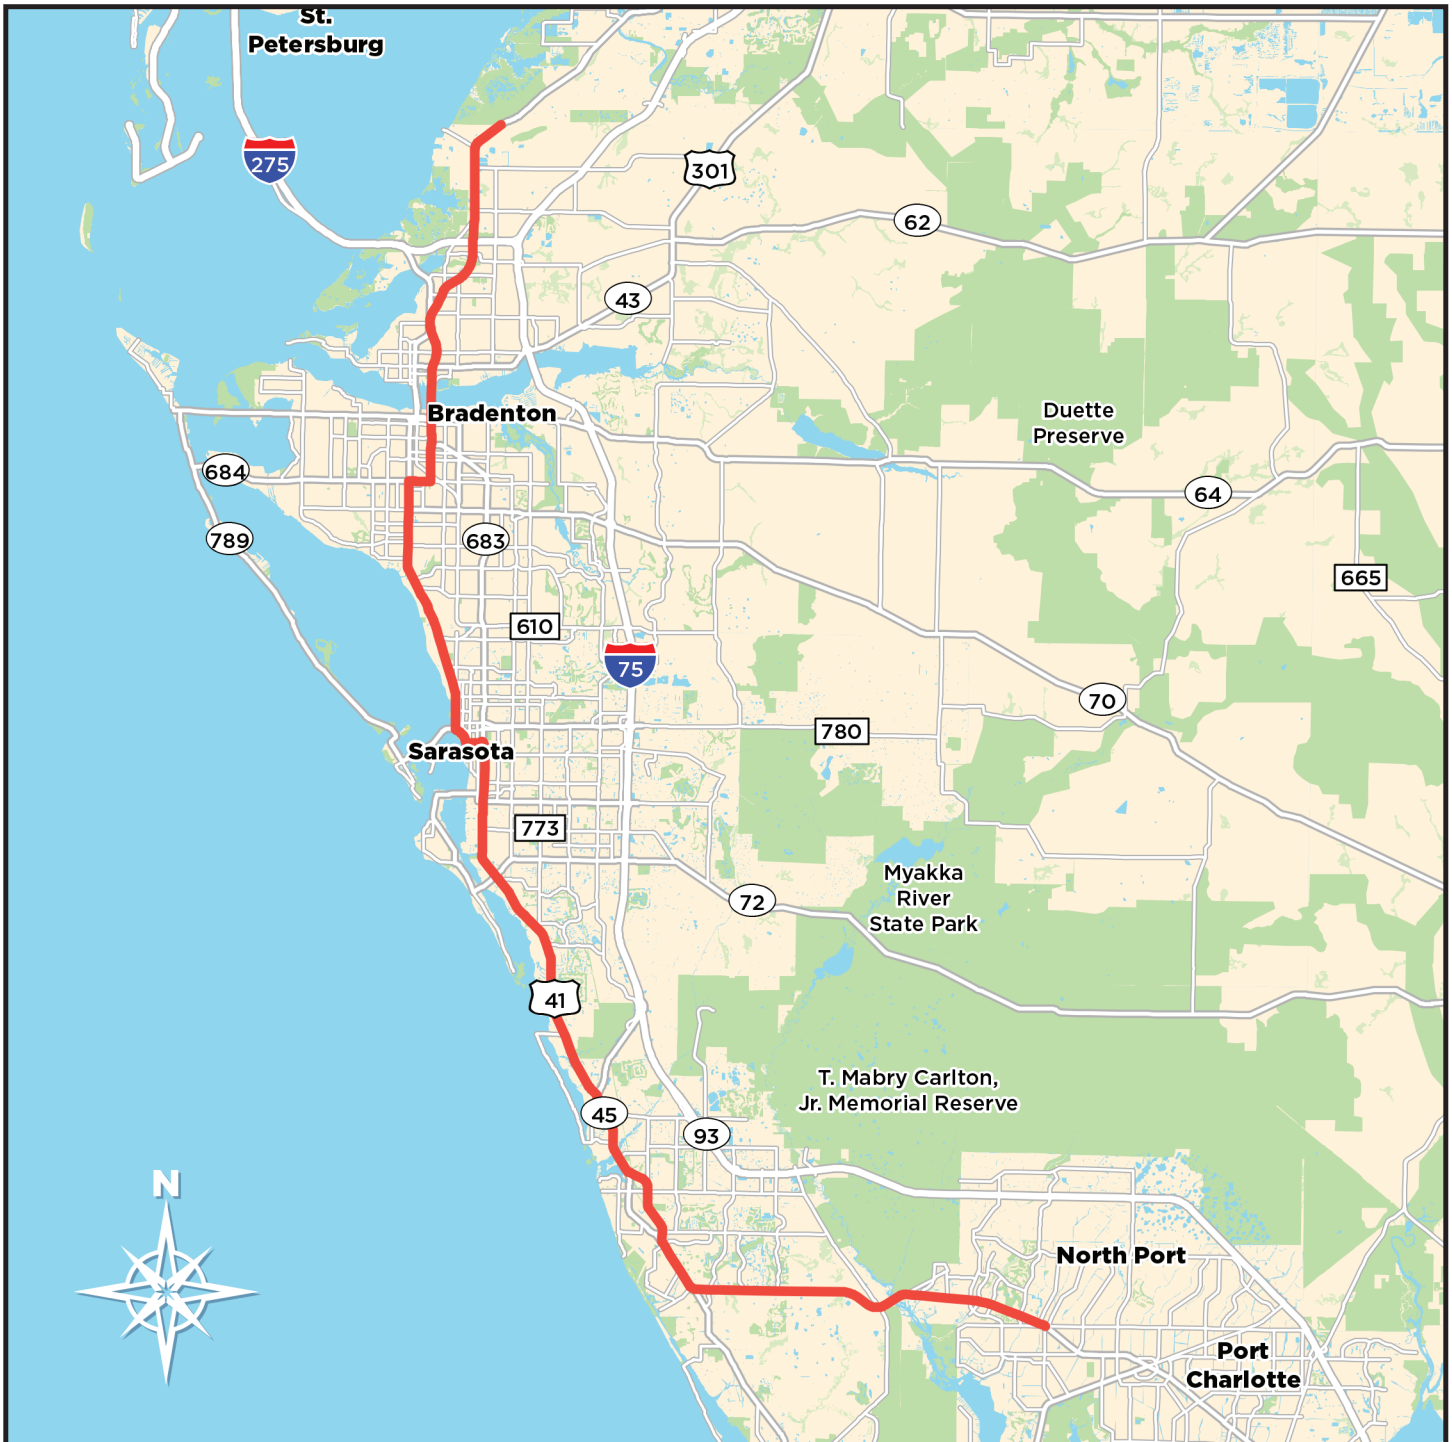 St.
Petersburg
275
301
62
43
Bradenton
Duette
Preserve
684
64
789
683
665
610
75
70
Sarasota
780
773
Myakka
River
State Park
72
41
T. Mabry Carlton,
Jr. Memorial Reserve
45
93
N
North Port
Port
Charlotte